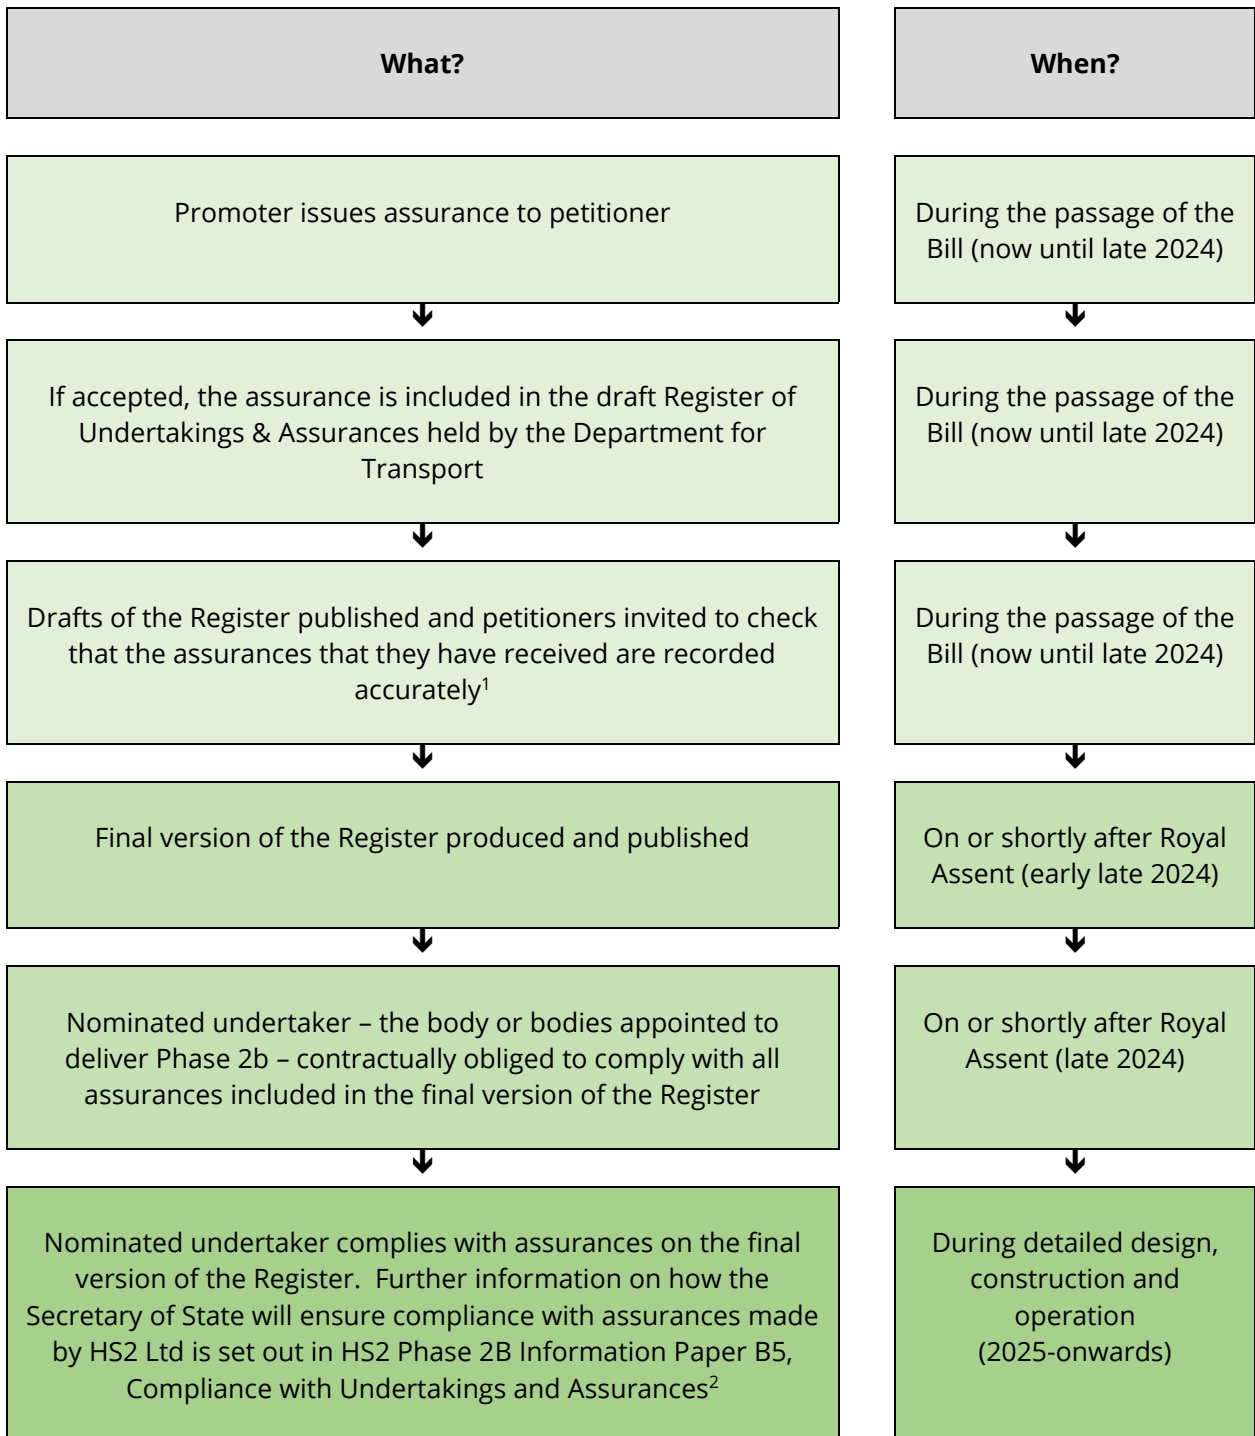 What?
When?
Promoter issues assurance to petitioner
During the passage of the
Bill (now until late 2024)
If accepted, the assurance is included in the draft Register of
Undertakings & Assurances held by the Department for
Transport
During the passage of the
Bill (now until late 2024)
Drafts of the Register published and petitioners invited to check
that the assurances that they have received are recorded
accurately1
During the passage of the
Bill (now until late 2024)
Final version of the Register produced and published
On or shortly after Royal
Assent (early late 2024)
Nominated undertaker – the body or bodies appointed to
deliver Phase 2b – contractually obliged to comply with all
assurances included in the final version of the Register
On or shortly after Royal
Assent (late 2024)
Nominated undertaker complies with assurances on the final
version of the Register.  Further information on how the
Secretary of State will ensure compliance with assurances made
by HS2 Ltd is set out in HS2 Phase 2B Information Paper B5,
Compliance with Undertakings and Assurances2
During detailed design,
construction and
operation
(2025-onwards)